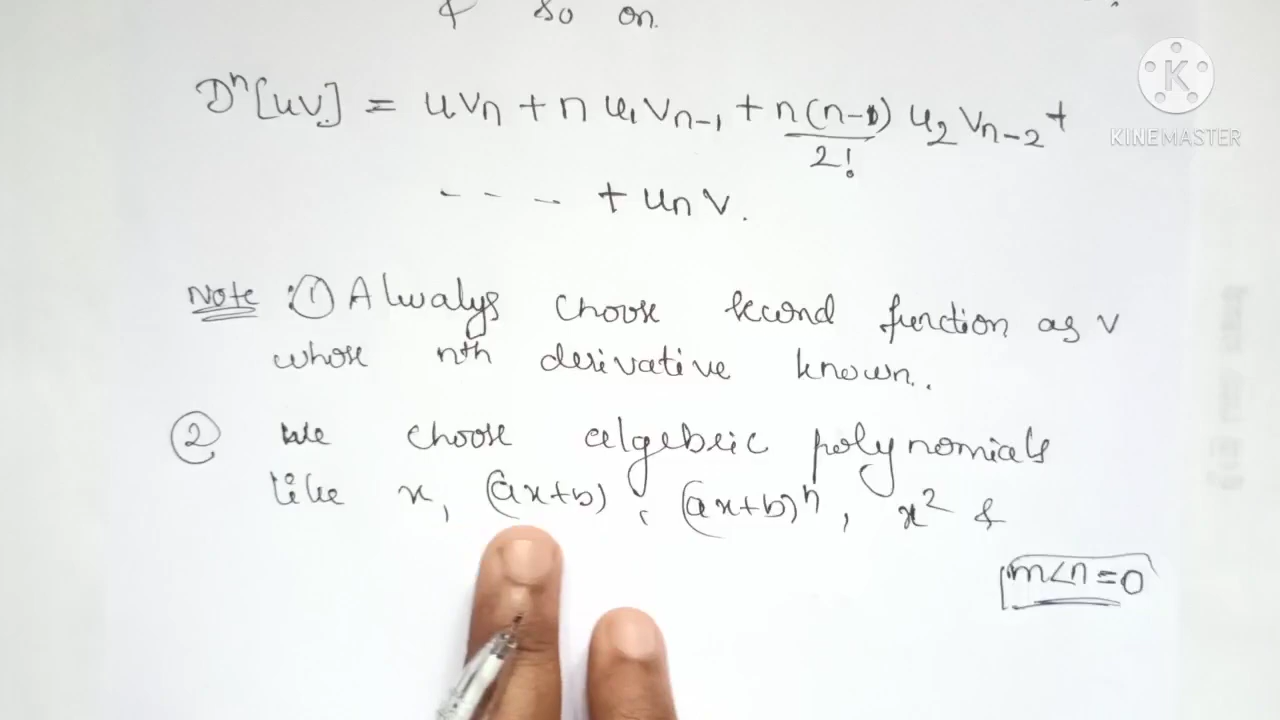 & so on
Dⁿ[uv] = uvₙ + n u₁vₙ₋₁ + n(n-1)/2! u₂vₙ₋₂ +
- - - - + uₙv.
KINEMASTER
Note :① Alwalys choose second function as v
whose nth derivative known.
② We choose algebric polynomials
like x, (ax+b), (ax+b)ⁿ, x² &
m<n=0